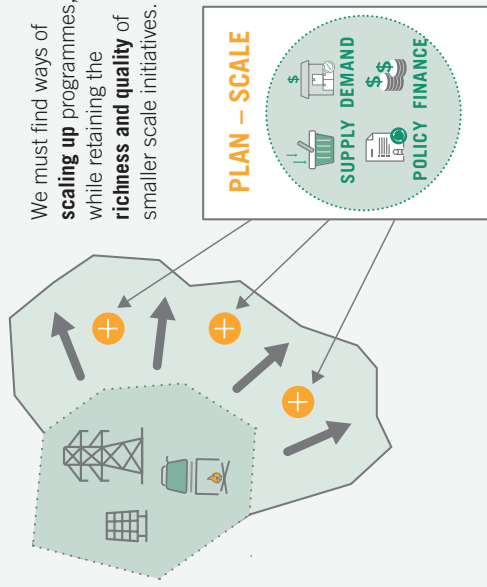 We must find ways of
scaling up programmes,
while retaining the
richness and quality of
smaller scale initiatives.
PLAN – SCALE
$
SUPPLY DEMAND
$ $
POLICY FINANCE